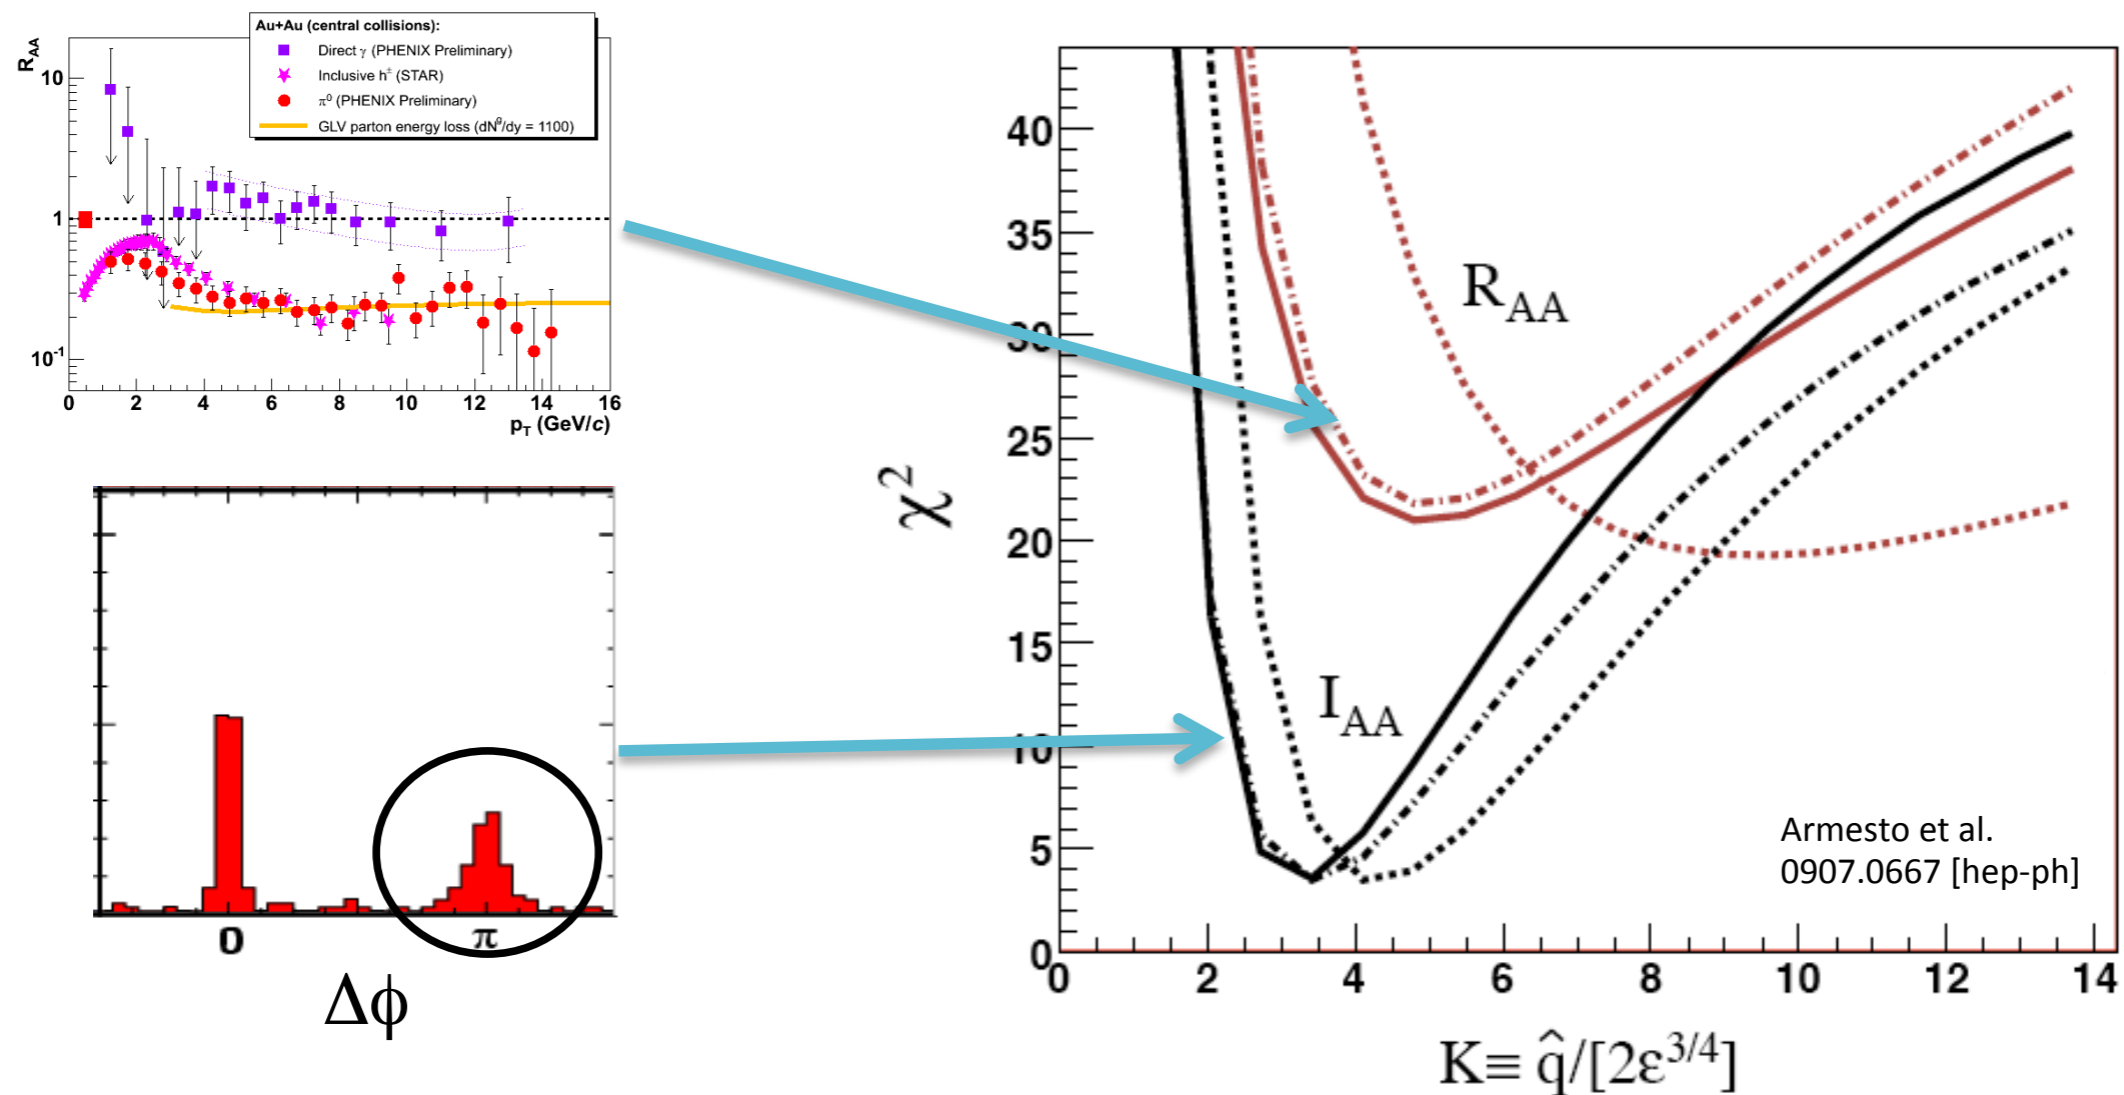 Au+Au (central collisions):
Direct γ (PHENIX Preliminary)
Inclusive h± (STAR)
π⁰ (PHENIX Preliminary)
GLV parton energy loss (dNᵍ/dy = 1100)
R_AA
10
1
10⁻¹
0 2 4 6 8 10 12 14 16
p_T (GeV/c)
0 π
Δϕ
χ²
40
35
30
25
20
15
10
5
0
0 2 4 6 8 10 12 14
R_AA
I_AA
Armesto et al.
0907.0667 [hep-ph]
K≡ q̂/[2ε^{3/4}]